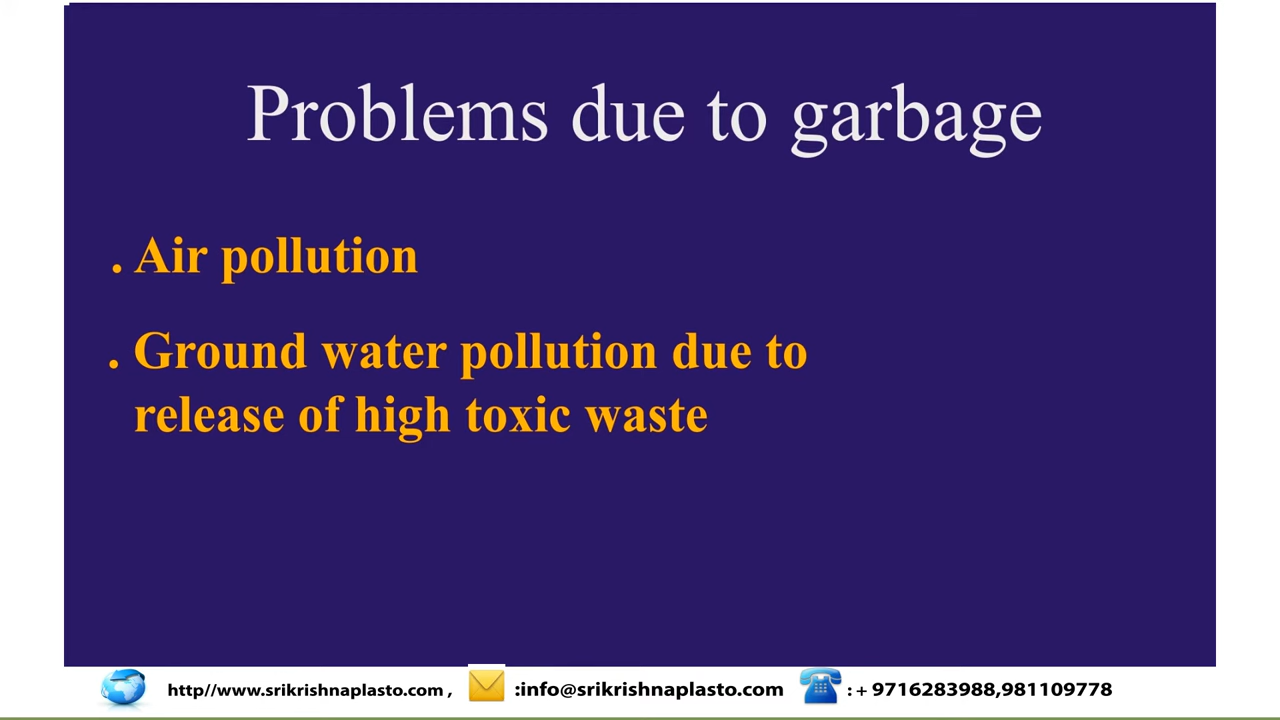 Problems due to garbage
. Air pollution
. Ground water pollution due to
release of high toxic waste
http//www.srikrishnaplasto.com , :info@srikrishnaplasto.com : + 9716283988,981109778